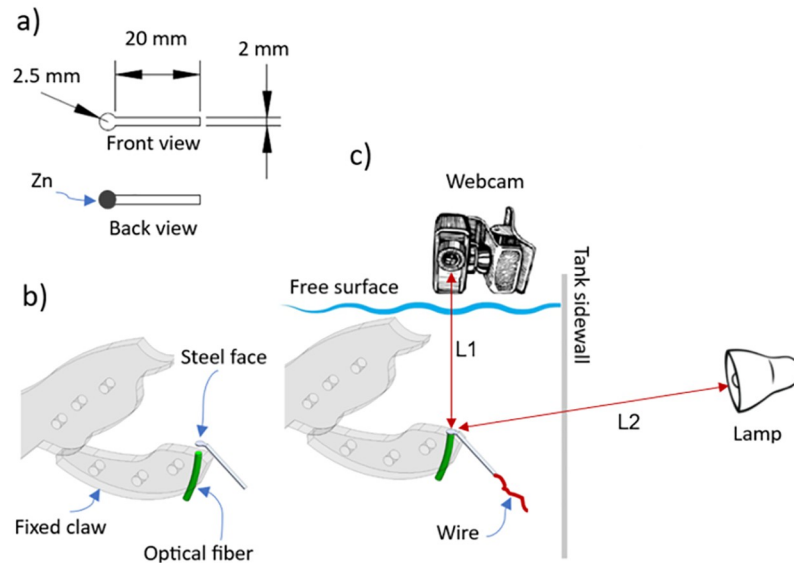 a)
20 mm
2 mm
2.5 mm
Front view
Zn
Back view
b)
Steel face
Fixed claw
Optical fiber
c)
Webcam
Free surface
Tank sidewall
L1
L2
Lamp
Wire